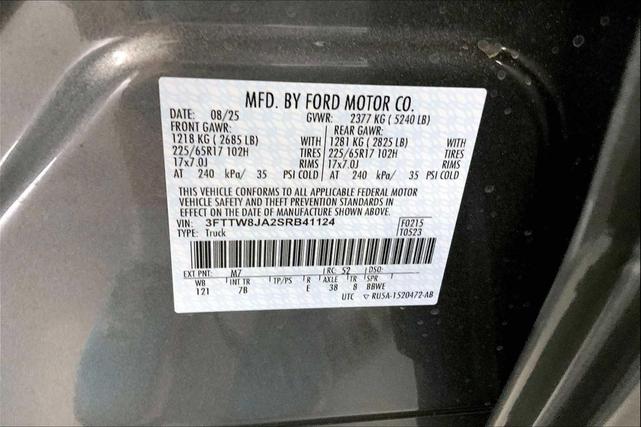 MFD. BY FORD MOTOR CO.
DATE: 08/25 GVWR: 2377 KG ( 5240 LB)
FRONT GAWR: REAR GAWR:
1218 KG ( 2685 LB) WITH 1281 KG ( 2825 LB) WITH
225/65R17 102H TIRES 225/65R17 102H TIRES
17x7.0J RIMS 17x7.0J RIMS
AT 240 kPa/ 35 PSI COLD AT 240 kPa/ 35 PSI COLD
THIS VEHICLE CONFORMS TO ALL APPLICABLE FEDERAL MOTOR
VEHICLE SAFETY AND THEFT PREVENTION STANDARDS IN
EFFECT ON THE DATE OF MANUFACTURE SHOWN ABOVE.
VIN: 3FTTW8JA2SRB41124 F0215
TYPE: Truck T0523
EXT PNT: M7 RC: 52 DSO:
WB INT TR TP/PS R AXLE TR SPR
121 7B E 38 8 BBWE
UTC ▽ RU5A-1520472-AB